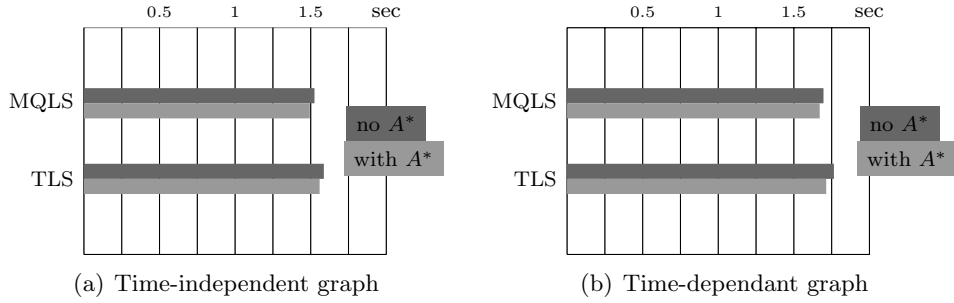 0.5 1 1.5 sec
MQLS
no A*
with A*
TLS
(a) Time-independent graph
0.5 1 1.5 sec
MQLS
no A*
with A*
TLS
(b) Time-dependant graph